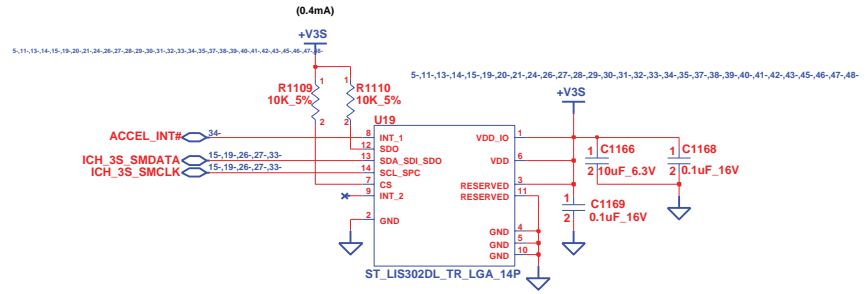 (0.4mA)
+V3S
5-,11-,13-,14-,15-,19-,20-,21-,24-,26-,27-,28-,29-,30-,31-,32-,33-,34-,35-,37-,38-,39-,40-,41-,42-,43-,45-,46-,47-,48-
5-,11-,13-,14-,15-,19-,20-,21-,24-,26-,27-,28-,29-,30-,31-,32-,33-,34-,35-,37-,38-,39-,40-,41-,42-,43-,45-,46-,47-,48-
+V3S
1 1
R1109 R1110
10K_5% 10K_5%
2 2
U19
ACCEL_INT# 34- 8 INT_1 VDD_IO 1
12 SDO
ICH_3S_SMDATA 15-,19-,26-,27-,33- 13 SDA_SDI_SDO VDD 6
ICH_3S_SMCLK 15-,19-,26-,27-,33- 14 SCL_SPC
7 CS RESERVED 3
9 INT_2 RESERVED 11
2 GND
GND 4
GND 5
GND 10
1 C1166
2 10uF_6.3V
1 C1168
2 0.1uF_16V
1 C1169
2 0.1uF_16V
ST_LIS302DL_TR_LGA_14P